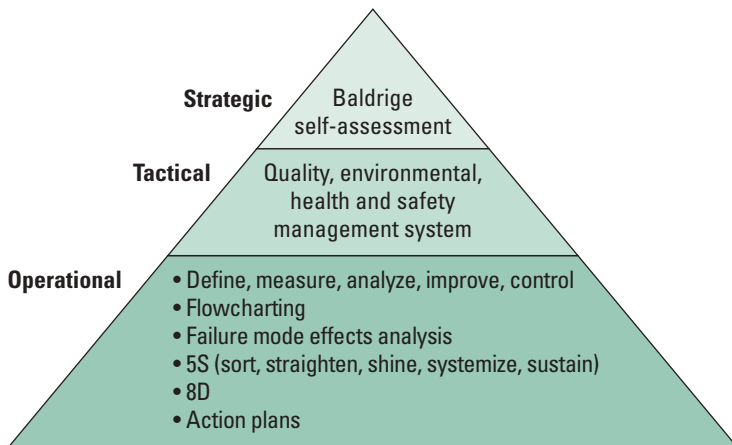 Strategic
Baldrige
self-assessment
Tactical
Quality, environmental,
health and safety
management system
Operational
• Define, measure, analyze, improve, control
• Flowcharting
• Failure mode effects analysis
• 5S (sort, straighten, shine, systemize, sustain)
• 8D
• Action plans